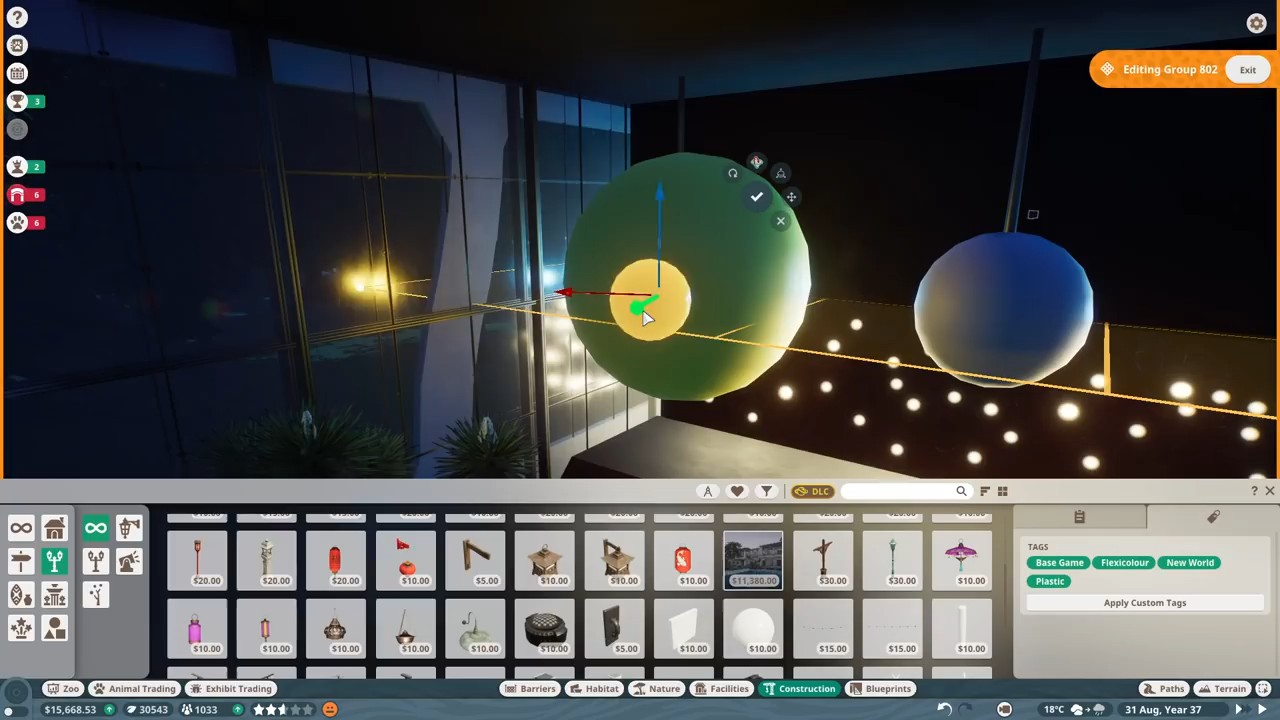 ?
Editing Group 802
Exit
3
2
6
6
DLC
?
$20.00 $20.00 $20.00 $10.00 $5.00 $10.00 $10.00 $10.00 $11,380.00 $30.00 $30.00 $10.00
$10.00 $10.00 $10.00 $10.00 $10.00 $10.00 $5.00 $10.00 $10.00 $15.00 $15.00 $10.00
TAGS
Base Game Flexicolour New World
Plastic
Apply Custom Tags
Zoo Animal Trading Exhibit Trading Barriers Habitat Nature Facilities Construction Blueprints Paths Terrain
$15,668.53 30543 1033 18°C 31 Aug, Year 37